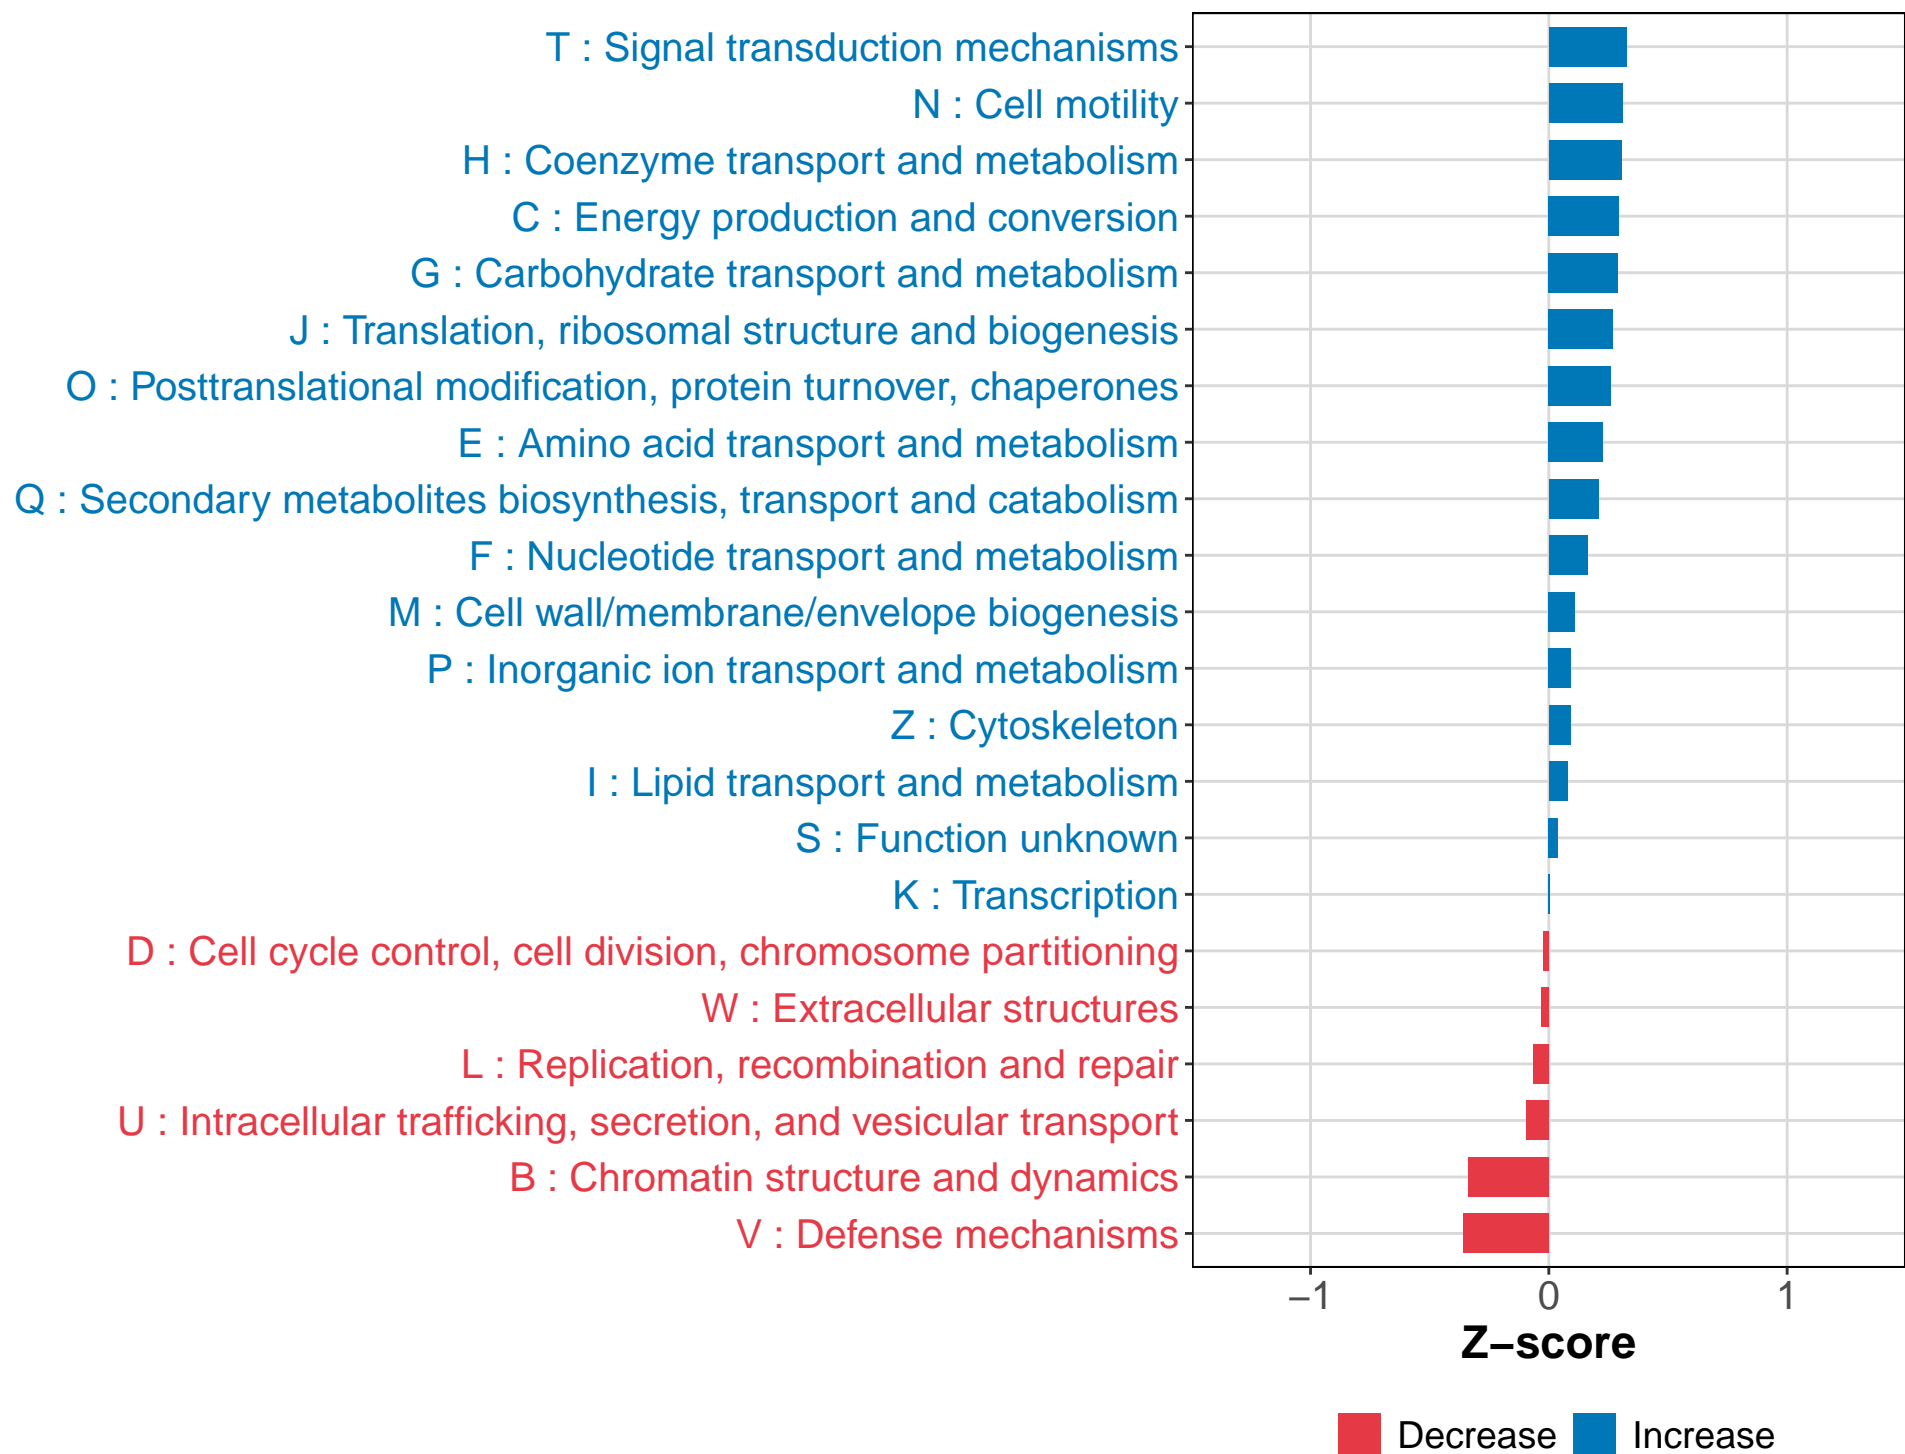 T : Signal transduction mechanisms
N : Cell motility
H : Coenzyme transport and metabolism
C : Energy production and conversion
G : Carbohydrate transport and metabolism
J : Translation, ribosomal structure and biogenesis
O : Posttranslational modification, protein turnover, chaperones
E : Amino acid transport and metabolism
Q : Secondary metabolites biosynthesis, transport and catabolism
F : Nucleotide transport and metabolism
M : Cell wall/membrane/envelope biogenesis
P : Inorganic ion transport and metabolism
Z : Cytoskeleton
I : Lipid transport and metabolism
S : Function unknown
K : Transcription
D : Cell cycle control, cell division, chromosome partitioning
W : Extracellular structures
L : Replication, recombination and repair
U : Intracellular trafficking, secretion, and vesicular transport
B : Chromatin structure and dynamics
V : Defense mechanisms
−1 0 1
Z−score
Decrease Increase